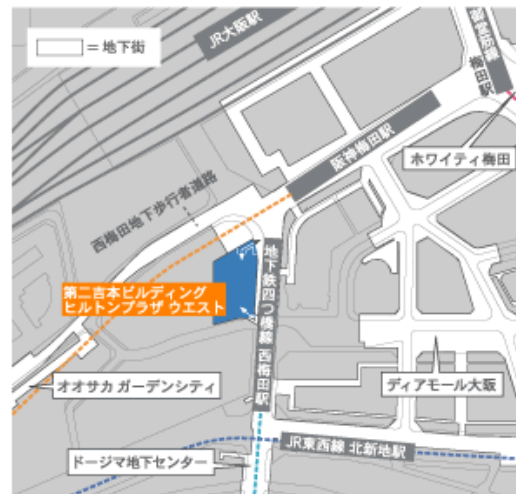 JR大阪駅
= 地下街
御堂筋線
梅田駅
ホワイティ梅田
阪神梅田駅
西梅田地下歩行者道路
地下鉄四つ橋線 西梅田駅
第二吉本ビルディング
ヒルトンプラザ ウエスト
オオサカ ガーデンシティ
ディアモール大阪
JR東西線 北新地駅
ドージマ地下センター